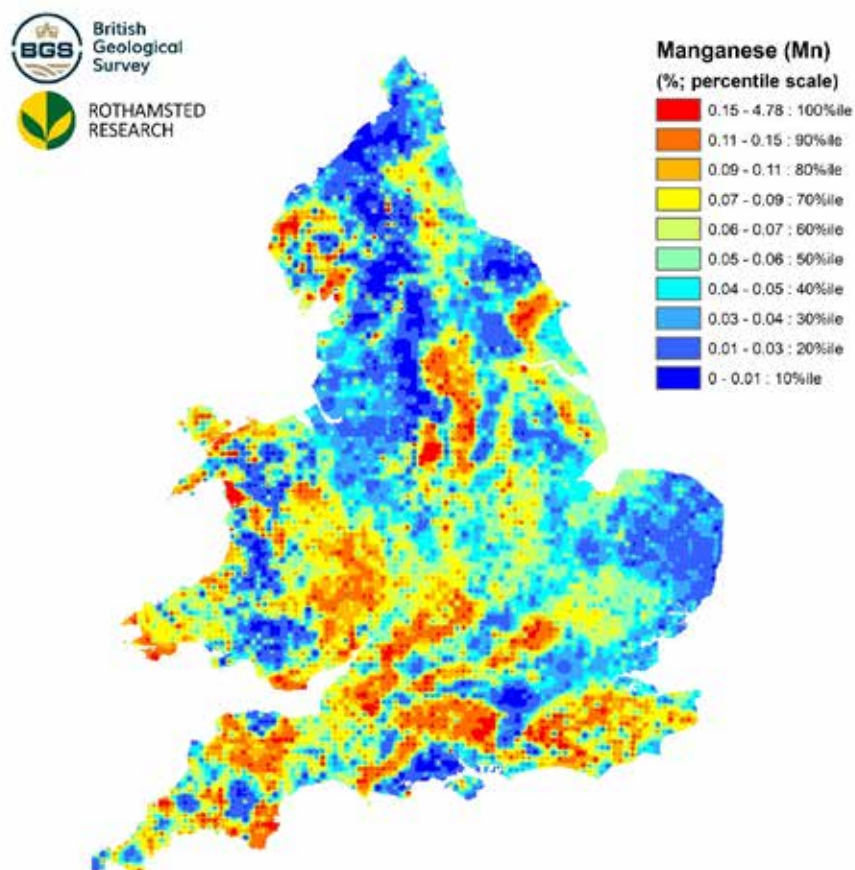 BGS
British
Geological
Survey
ROTHAMSTED
RESEARCH
Manganese (Mn)
(%; percentile scale)
0.15 - 4.78 : 100%ile
0.11 - 0.15 : 90%ile
0.09 - 0.11 : 80%ile
0.07 - 0.09 : 70%ile
0.06 - 0.07 : 60%ile
0.05 - 0.06 : 50%ile
0.04 - 0.05 : 40%ile
0.03 - 0.04 : 30%ile
0.01 - 0.03 : 20%ile
0 - 0.01 : 10%ile